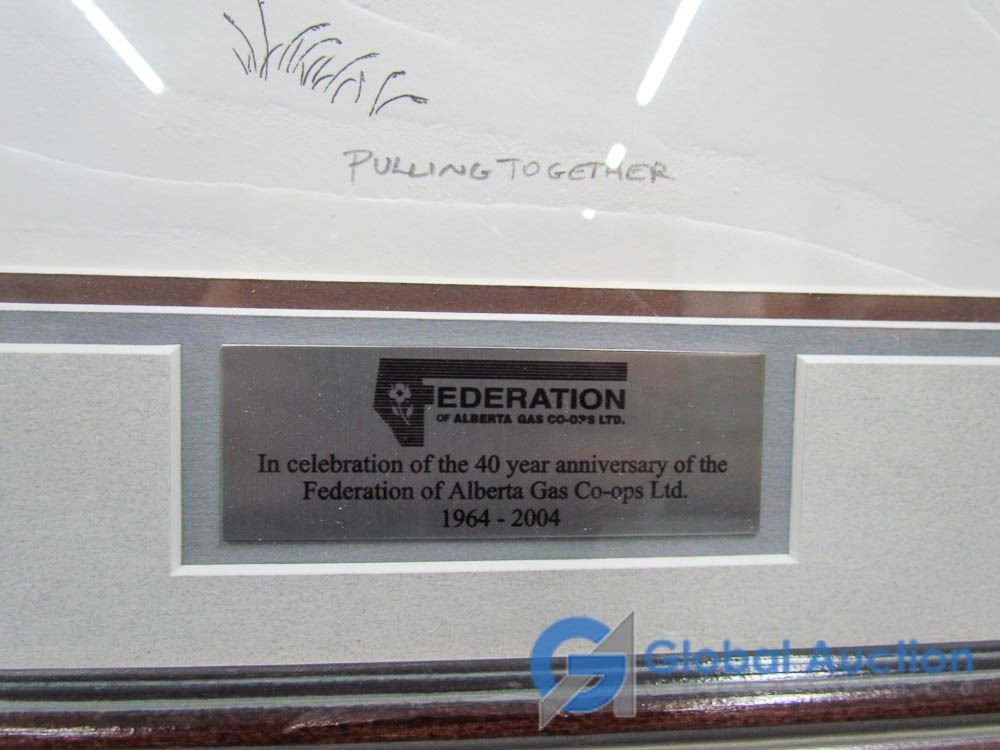 PULLING TOGETHER
FEDERATION
OF ALBERTA GAS CO-OPS LTD.
In celebration of the 40 year anniversary of the
Federation of Alberta Gas Co-ops Ltd.
1964 - 2004
Global Auction